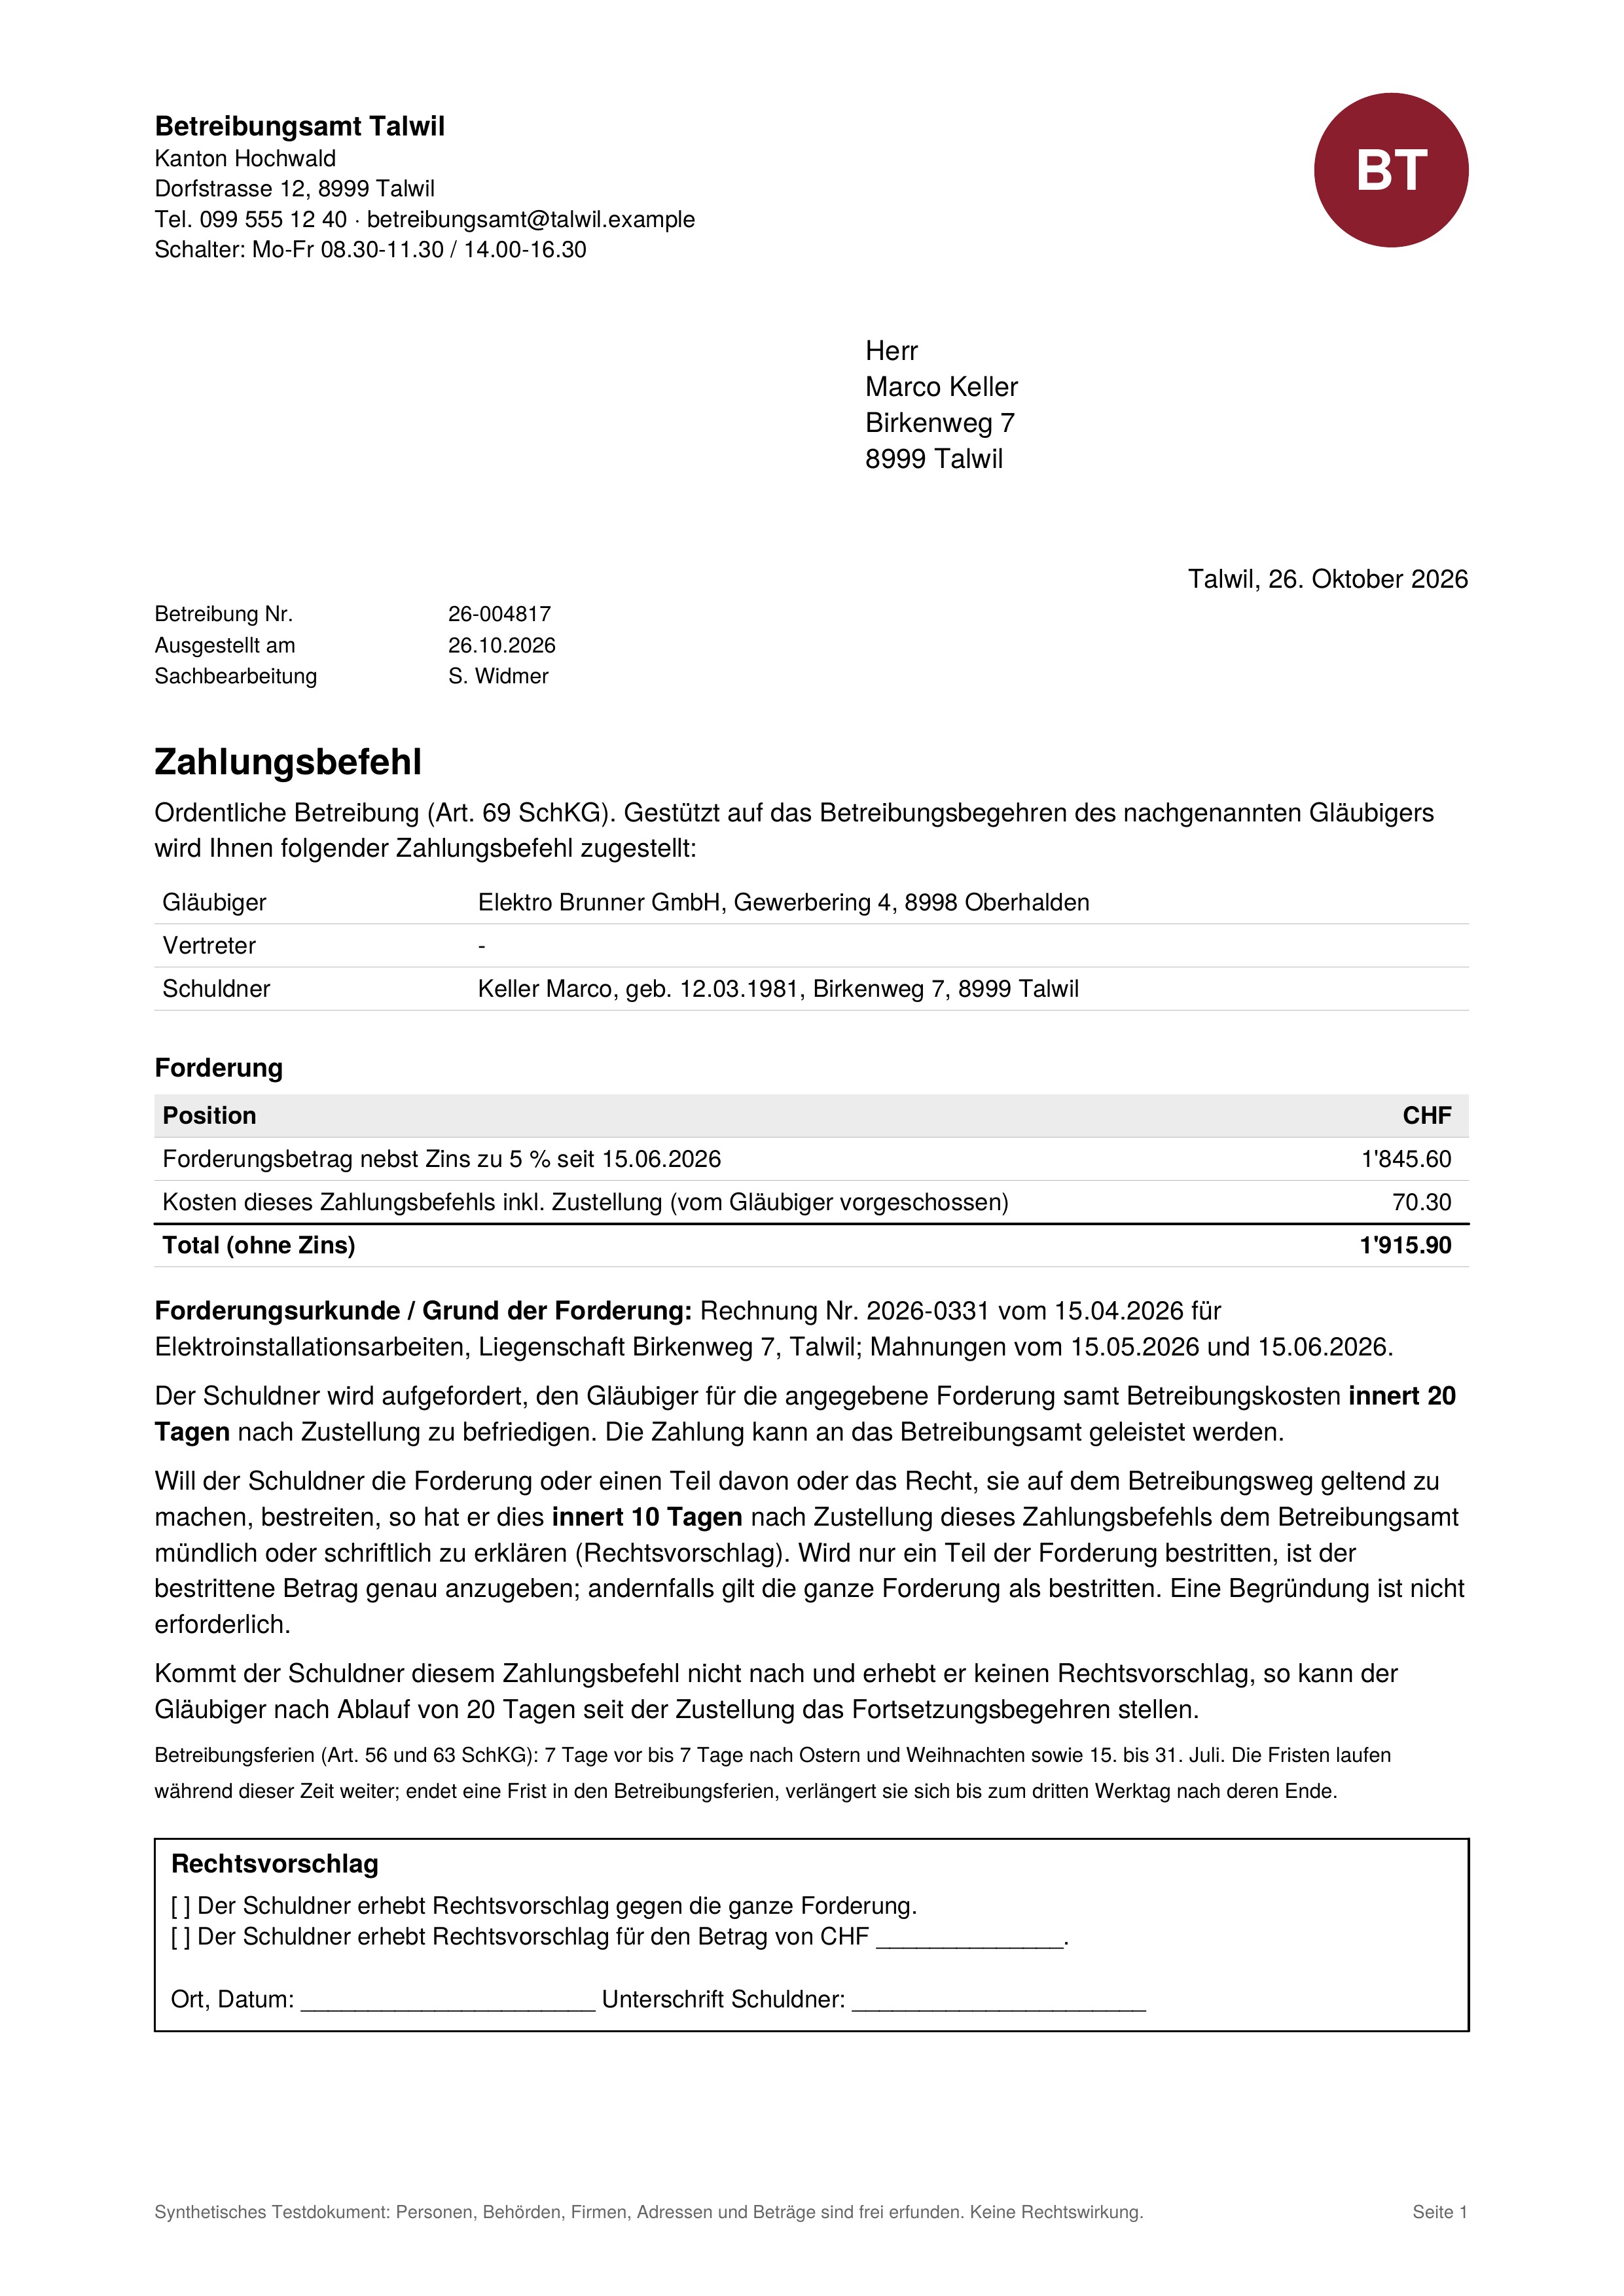 Betreibungsamt Talwil
Kanton Hochwald
Dorfstrasse 12, 8999 Talwil
Tel. 099 555 12 40 · betreibungsamt@talwil.example
Schalter: Mo-Fr 08.30-11.30 / 14.00-16.30
BT
Herr
Marco Keller
Birkenweg 7
8999 Talwil
Talwil, 26. Oktober 2026
Betreibung Nr. 26-004817
Ausgestellt am 26.10.2026
Sachbearbeitung S. Widmer
Zahlungsbefehl
Ordentliche Betreibung (Art. 69 SchKG). Gestützt auf das Betreibungsbegehren des nachgenannten Gläubigers
wird Ihnen folgender Zahlungsbefehl zugestellt:
Gläubiger Elektro Brunner GmbH, Gewerbering 4, 8998 Oberhalden
Vertreter -
Schuldner Keller Marco, geb. 12.03.1981, Birkenweg 7, 8999 Talwil
Forderung
Position CHF
Forderungsbetrag nebst Zins zu 5 % seit 15.06.2026 1'845.60
Kosten dieses Zahlungsbefehls inkl. Zustellung (vom Gläubiger vorgeschossen) 70.30
Total (ohne Zins) 1'915.90
Forderungsurkunde / Grund der Forderung: Rechnung Nr. 2026-0331 vom 15.04.2026 für
Elektroinstallationsarbeiten, Liegenschaft Birkenweg 7, Talwil; Mahnungen vom 15.05.2026 und 15.06.2026.
Der Schuldner wird aufgefordert, den Gläubiger für die angegebene Forderung samt Betreibungskosten innert 20
Tagen nach Zustellung zu befriedigen. Die Zahlung kann an das Betreibungsamt geleistet werden.
Will der Schuldner die Forderung oder einen Teil davon oder das Recht, sie auf dem Betreibungsweg geltend zu
machen, bestreiten, so hat er dies innert 10 Tagen nach Zustellung dieses Zahlungsbefehls dem Betreibungsamt
mündlich oder schriftlich zu erklären (Rechtsvorschlag). Wird nur ein Teil der Forderung bestritten, ist der
bestrittene Betrag genau anzugeben; andernfalls gilt die ganze Forderung als bestritten. Eine Begründung ist nicht
erforderlich.
Kommt der Schuldner diesem Zahlungsbefehl nicht nach und erhebt er keinen Rechtsvorschlag, so kann der
Gläubiger nach Ablauf von 20 Tagen seit der Zustellung das Fortsetzungsbegehren stellen.
Betreibungsferien (Art. 56 und 63 SchKG): 7 Tage vor bis 7 Tage nach Ostern und Weihnachten sowie 15. bis 31. Juli. Die Fristen laufen
während dieser Zeit weiter; endet eine Frist in den Betreibungsferien, verlängert sie sich bis zum dritten Werktag nach deren Ende.
Rechtsvorschlag
[ ] Der Schuldner erhebt Rechtsvorschlag gegen die ganze Forderung.
[ ] Der Schuldner erhebt Rechtsvorschlag für den Betrag von CHF ______________.
Ort, Datum: ______________________ Unterschrift Schuldner: ______________________
Synthetisches Testdokument: Personen, Behörden, Firmen, Adressen und Beträge sind frei erfunden. Keine Rechtswirkung. Seite 1